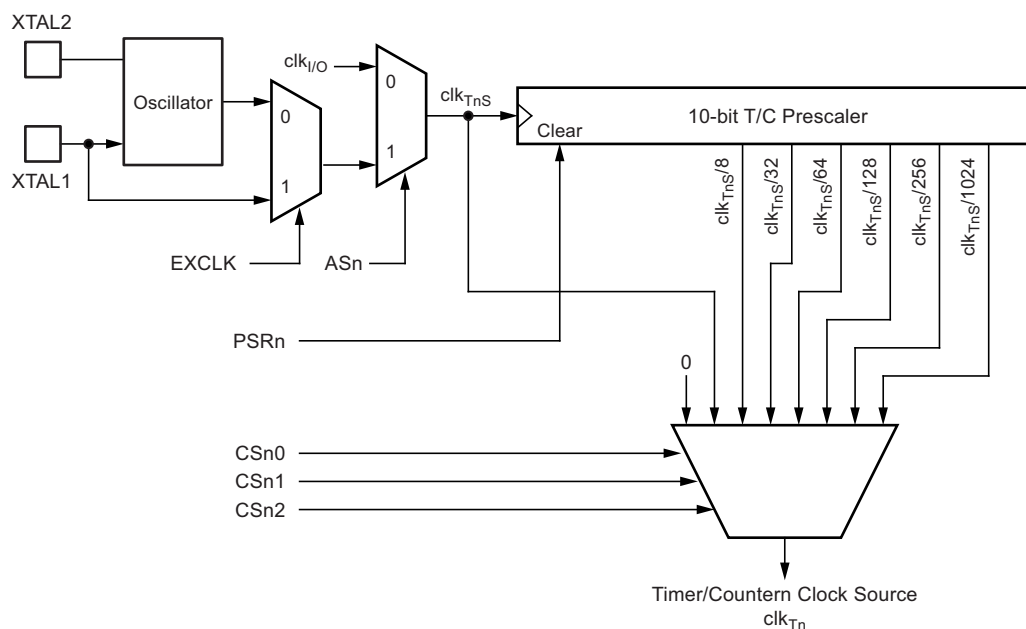 XTAL2
XTAL1
Oscillator
0
1
EXCLK
clkI/O
0
1
ASn
clkTnS
10-bit T/C Prescaler
Clear
clkTnS/8
clkTnS/32
clkTnS/64
clkTnS/128
clkTnS/256
clkTnS/1024
PSRn
0
CSn0
CSn1
CSn2
Timer/Countern Clock Source
clkTn